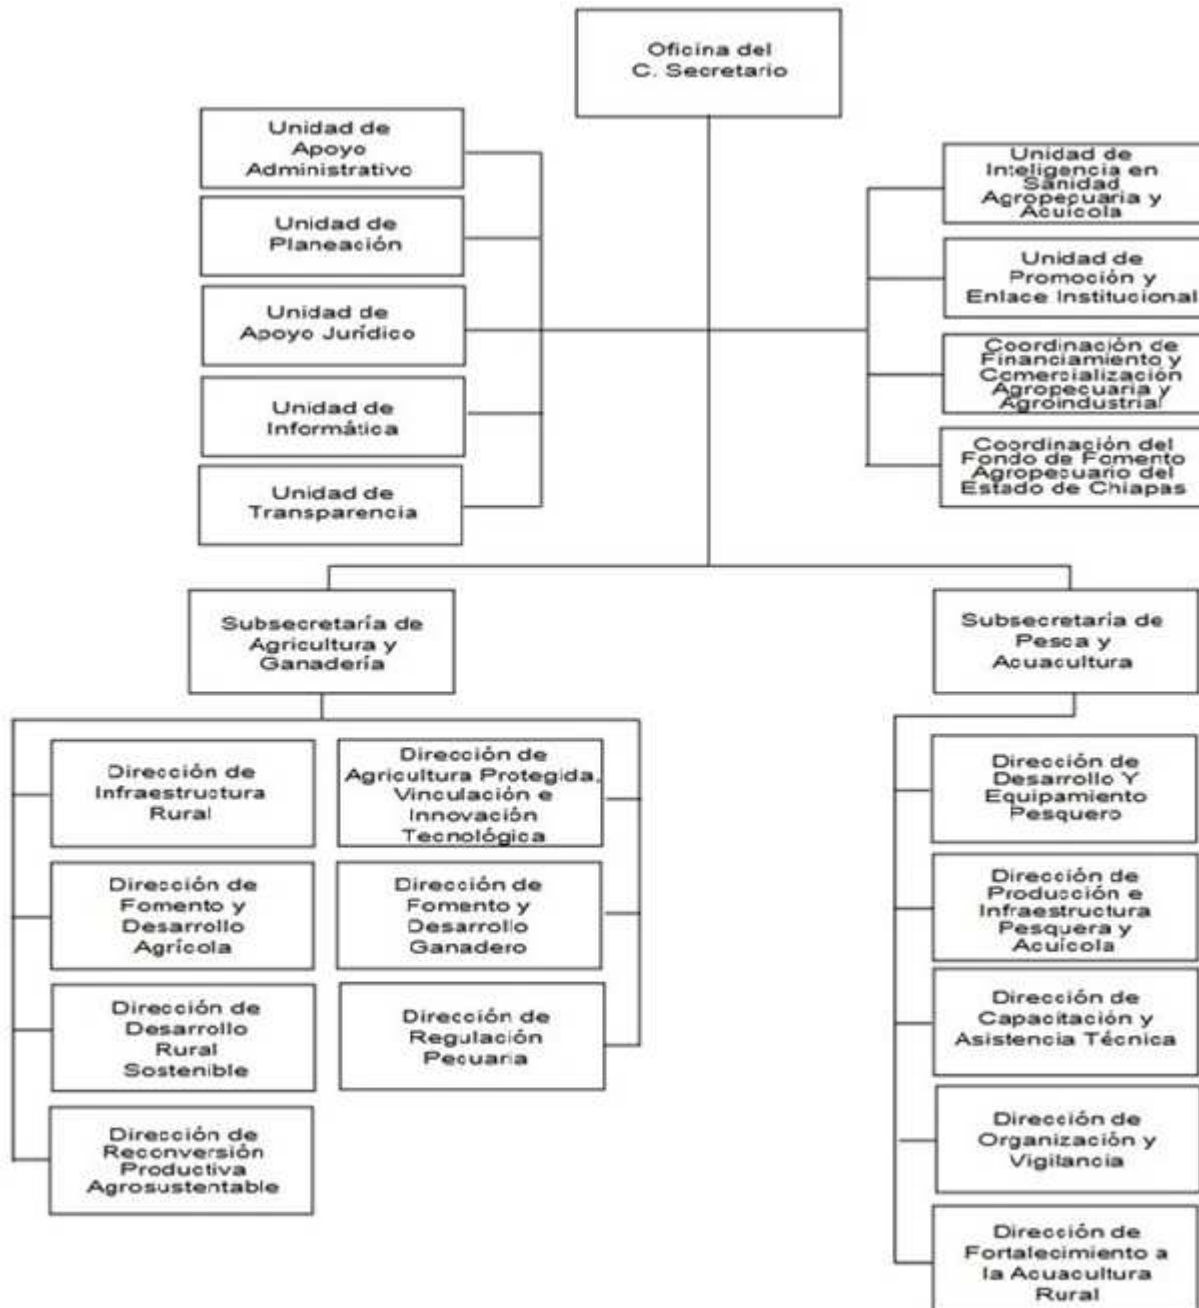 Oficina del
C. Secretario
Unidad de
Apoyo
Administrativo
Unidad de
Planeación
Unidad de
Apoyo Jurídico
Unidad de
Informática
Unidad de
Transparencia
Unidad de
Inteligencia en
Sanidad
Agropecuaria y
Acuícola
Unidad de
Promoción y
Enlace Institucional
Coordinación de
Financiamiento y
Comercialización
Agropecuaria y
Agroindustrial
Coordinación del
Fondo de Fomento
Agropecuario del
Estado de Chiapas
Subsecretaría de
Agricultura y
Ganadería
Dirección de
Infraestructura
Rural
Dirección de
Fomento y
Desarrollo
Agrícola
Dirección de
Desarrollo
Rural
Sostenible
Dirección de
Reconversión
Productiva
Agrosustentable
Dirección de
Agricultura Protegida,
Vinculación e
Innovación
Tecnológica
Dirección de
Fomento y
Desarrollo
Ganadero
Dirección de
Regulación
Pecuaria
Subsecretaría de
Pesca y
Acuacultura
Dirección de
Desarrollo Y
Equipamiento
Pesquero
Dirección de
Producción e
Infraestructura
Pesquera y
Acuícola
Dirección de
Capacitación y
Asistencia Técnica
Dirección de
Organización y
Vigilancia
Dirección de
Fortalecimiento a
la Acuacultura
Rural